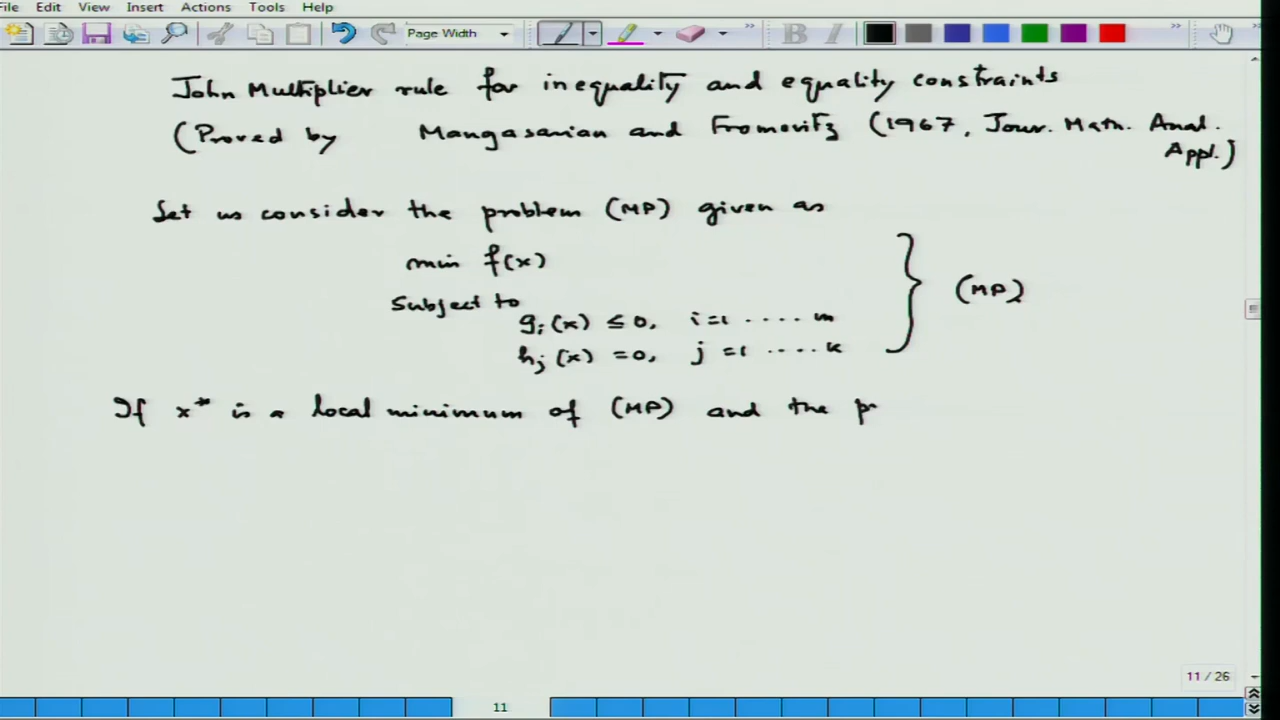 File Edit View Insert Actions Tools Help
Page Width
John Multiplier rule for inequality and equality constraints
(Proved by Mangasarian and Fromovitz (1967, Jour. Math. Anal. Appl.)
Let us consider the problem (MP) given as
min f(x)
Subject to
gi(x) ≤ 0, i=1 ..... m
hj(x) = 0, j=1 ..... k
(MP)
If x* is a local minimum of (MP) and the pr
11 / 26
11